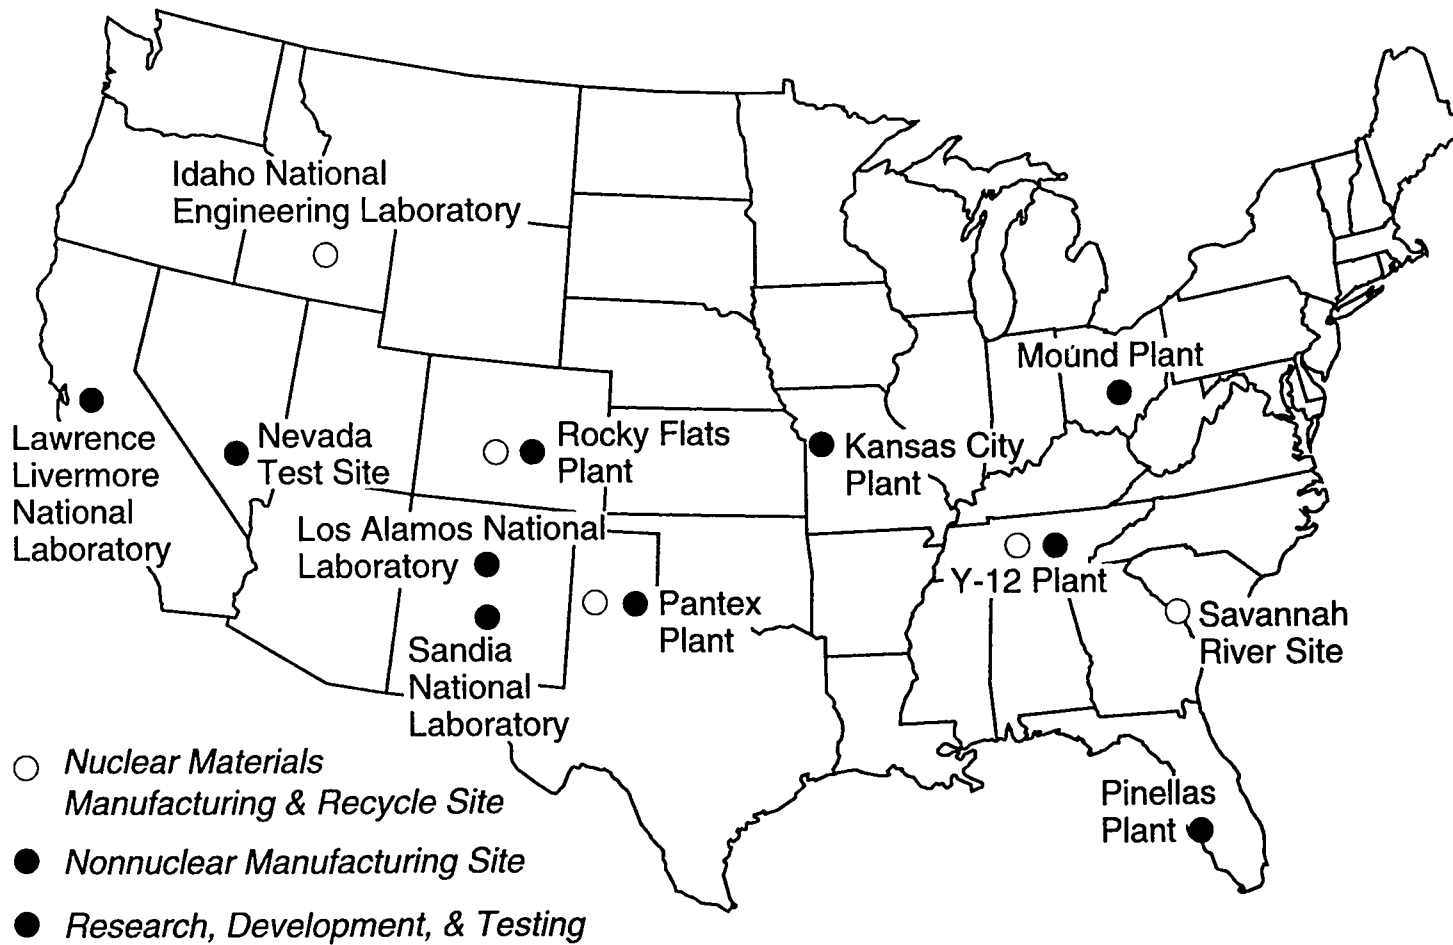 Idaho National
Engineering Laboratory
Mound Plant
Lawrence
Livermore
National
Laboratory
Nevada
Test Site
Rocky Flats
Plant
Kansas City
Plant
Los Alamos National
Laboratory
Sandia
National
Laboratory
Pantex
Plant
Y-12 Plant
Savannah
River Site
Pinellas
Plant
Nuclear Materials
Manufacturing & Recycle Site
Nonnuclear Manufacturing Site
Research, Development, & Testing